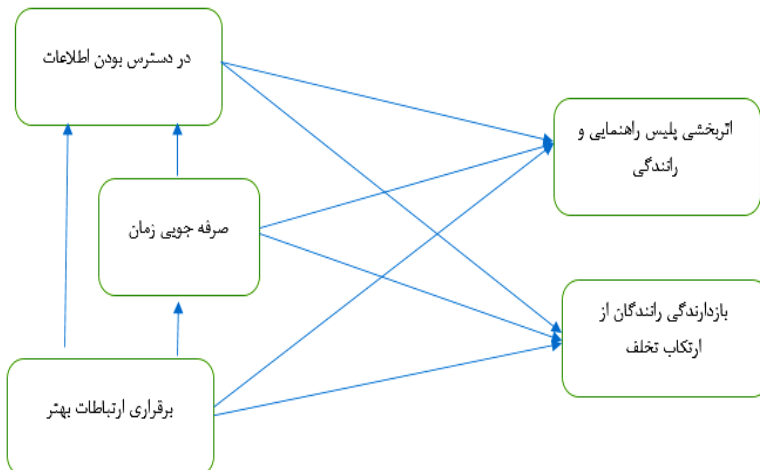 در دسترس بودن اطلاعات
اثربخشی پلیس راهنمایی و
رانندگی
صرفه جویی زمان
بازدارندگی رانندگان از
ارتکاب تخلف
برقراری ارتباطات بهتر